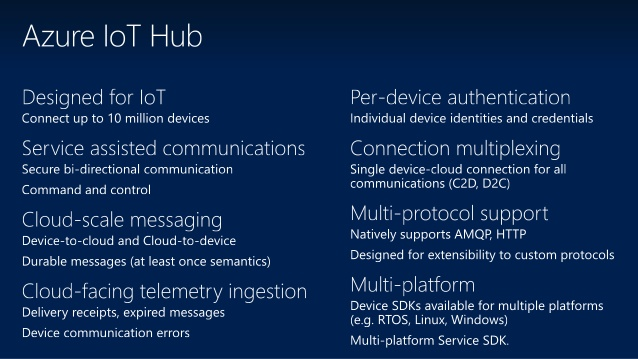 Azure IoT Hub
Designed for IoT
Connect up to 10 million devices
Service assisted communications
Secure bi-directional communication
Command and control
Cloud-scale messaging
Device-to-cloud and Cloud-to-device
Durable messages (at least once semantics)
Cloud-facing telemetry ingestion
Delivery receipts, expired messages
Device communication errors
Per-device authentication
Individual device identities and credentials
Connection multiplexing
Single device-cloud connection for all
communications (C2D, D2C)
Multi-protocol support
Natively supports AMQP, HTTP
Designed for extensibility to custom protocols
Multi-platform
Device SDKs available for multiple platforms
(e.g. RTOS, Linux, Windows)
Multi-platform Service SDK.